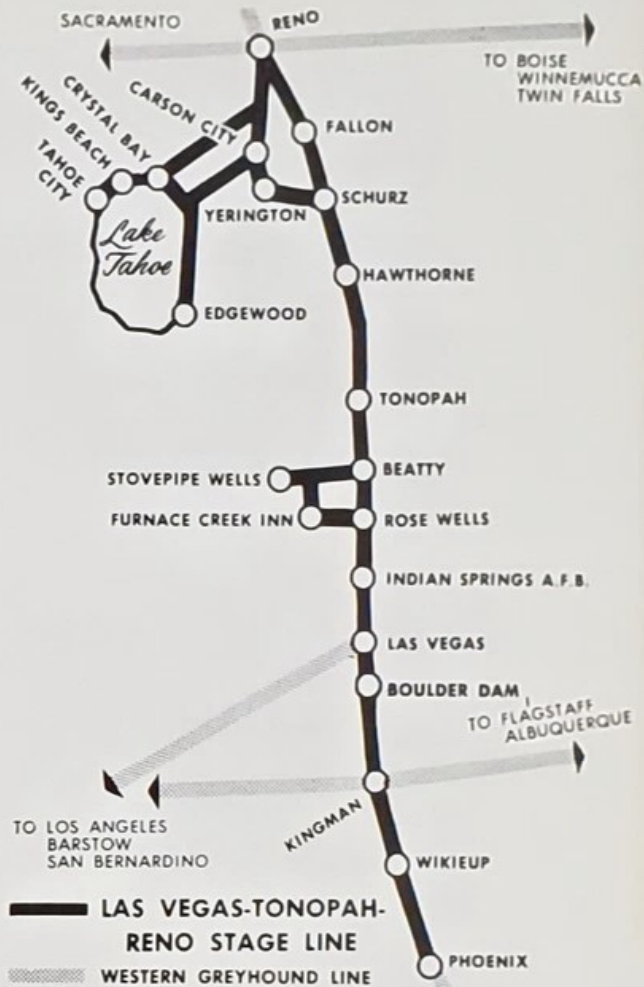 SACRAMENTO
RENO
TO BOISE
WINNEMUCCA
TWIN FALLS
CARSON CITY
CRYSTAL BAY
KINGS BEACH
TAHOE
CITY
FALLON
YERINGTON
SCHURZ
Lake
Tahoe
HAWTHORNE
EDGEWOOD
TONOPAH
STOVEPIPE WELLS
BEATTY
FURNACE CREEK INN
ROSE WELLS
INDIAN SPRINGS A.F.B.
LAS VEGAS
BOULDER DAM
TO FLAGSTAFF
ALBUQUERQUE
KINGMAN
TO LOS ANGELES
BARSTOW
SAN BERNARDINO
WIKIEUP
LAS VEGAS-TONOPAH-
RENO STAGE LINE
PHOENIX
WESTERN GREYHOUND LINE